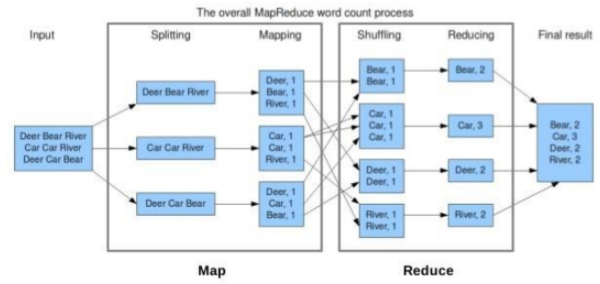 The overall MapReduce word count process
Input
Splitting
Mapping
Shuffling
Reducing
Final result
Deer Bear River
Car Car River
Deer Car Bear
Deer Bear River
Car Car River
Deer Car Bear
Deer, 1
Bear, 1
River, 1
Car, 1
Car, 1
River, 1
Deer, 1
Car, 1
Bear, 1
Bear, 1
Bear, 1
Car, 1
Car, 1
Car, 1
Deer, 1
Deer, 1
River, 1
River, 1
Bear, 2
Car, 3
Deer, 2
River, 2
Bear, 2
Car, 3
Deer, 2
River, 2
Map
Reduce